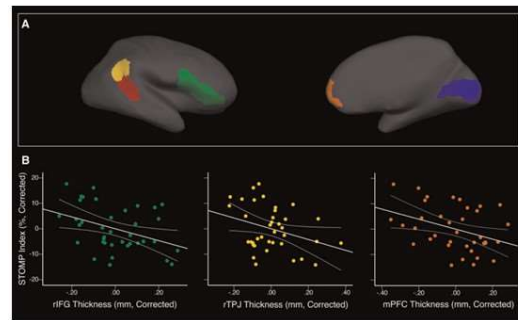 A
B
STOMP Index (%, Corrected)
20
10
0
-10
-20
-.20 .00 .20
rIFG Thickness (mm, Corrected)
-.20 .00 .20 .40
rTPJ Thickness (mm, Corrected)
-.40 -.20 .00 .20
mPFC Thickness (mm, Corrected)